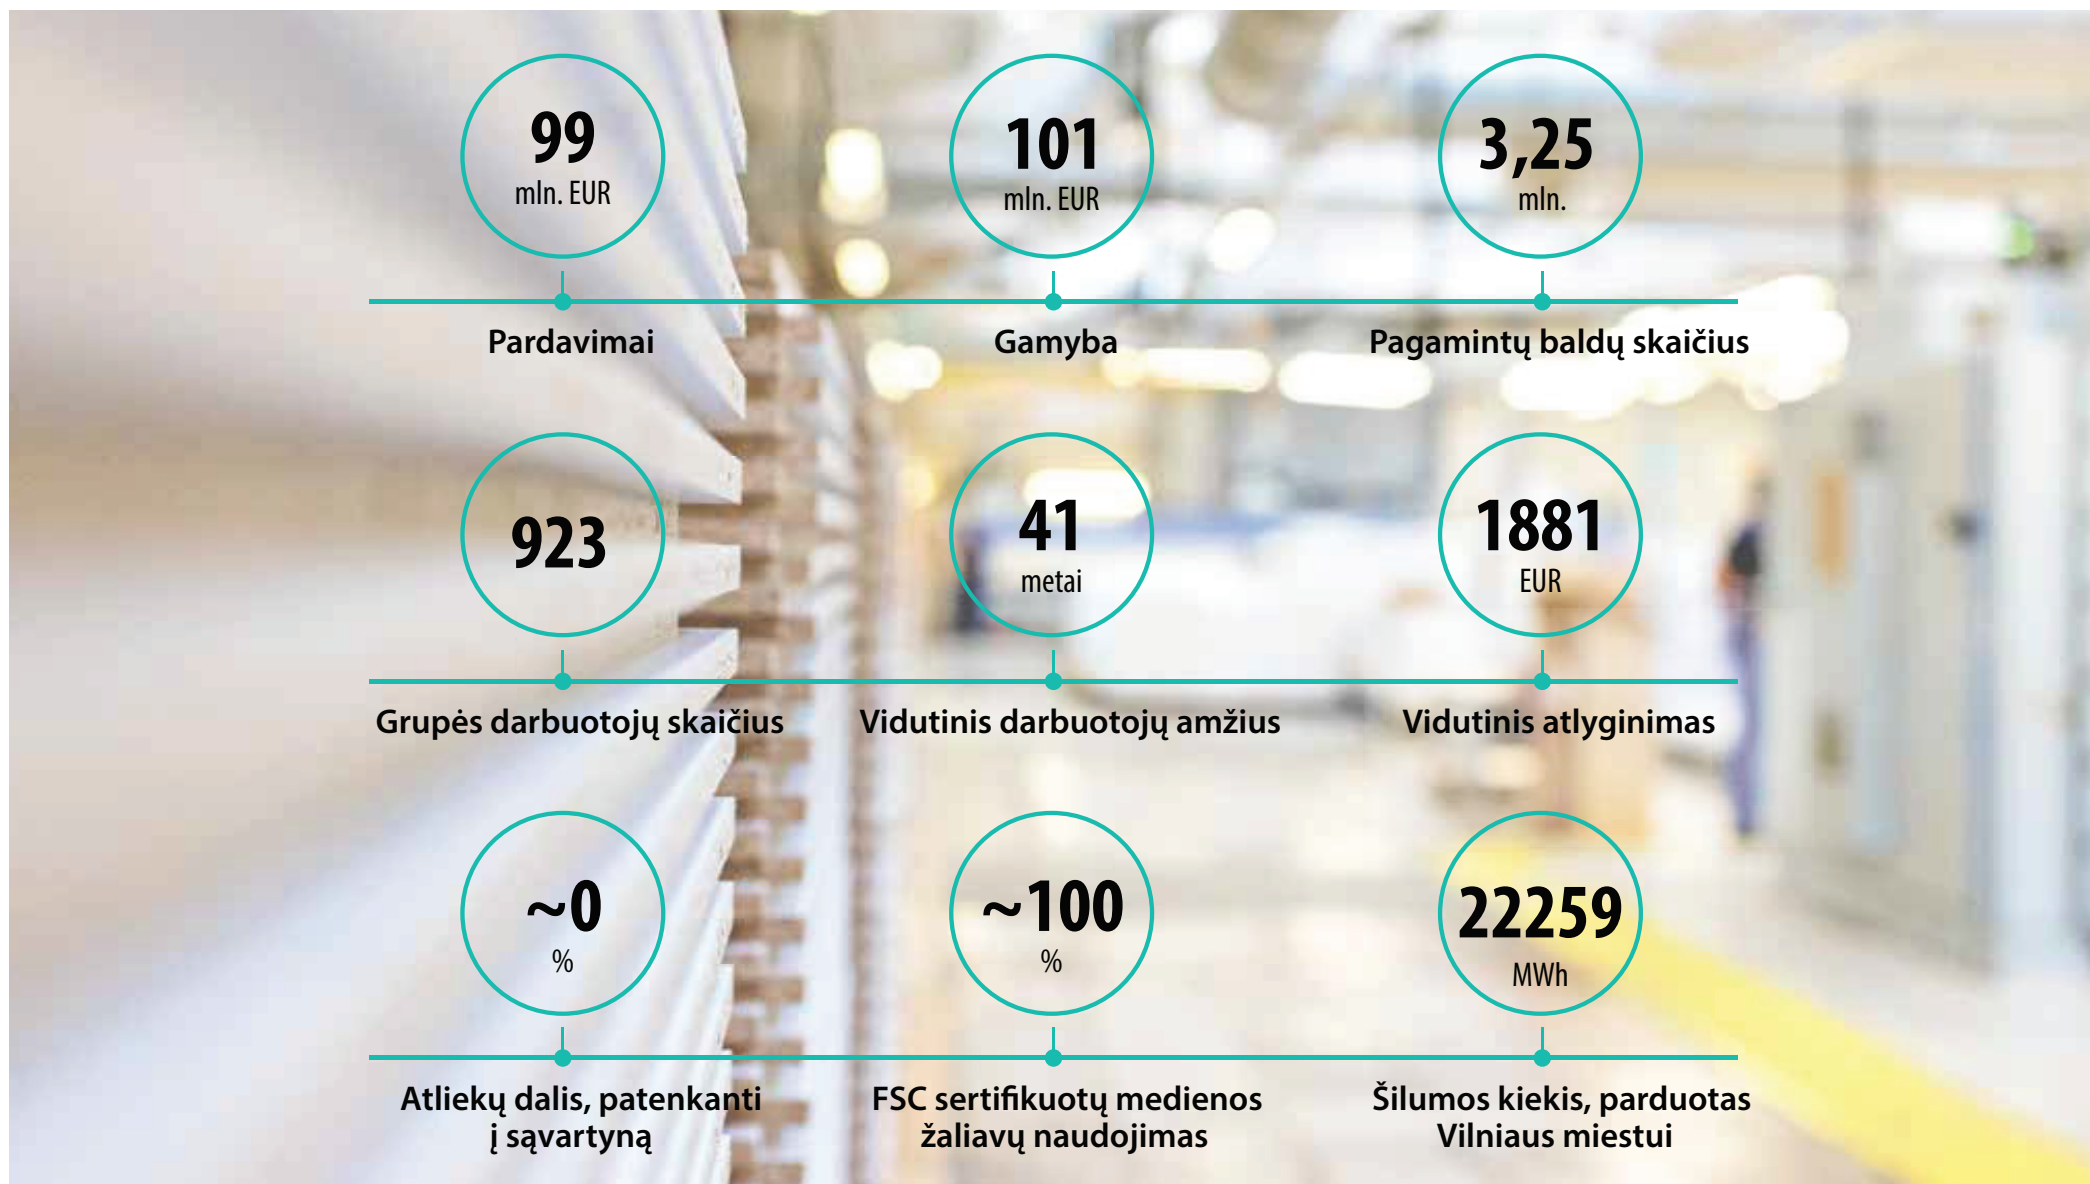 99
mln. EUR
Pardavimai
101
mln. EUR
Gamyba
3,25
mln.
Pagamintų baldų skaičius
923
Grupės darbuotojų skaičius
41
metai
Vidutinis darbuotojų amžius
1881
EUR
Vidutinis atlyginimas
~0
%
Atliekų dalis, patenkanti
į sąvartyną
~100
%
FSC sertifikuotų medienos
žaliavų naudojimas
22259
MWh
Šilumos kiekis, parduotas
Vilniaus miestui